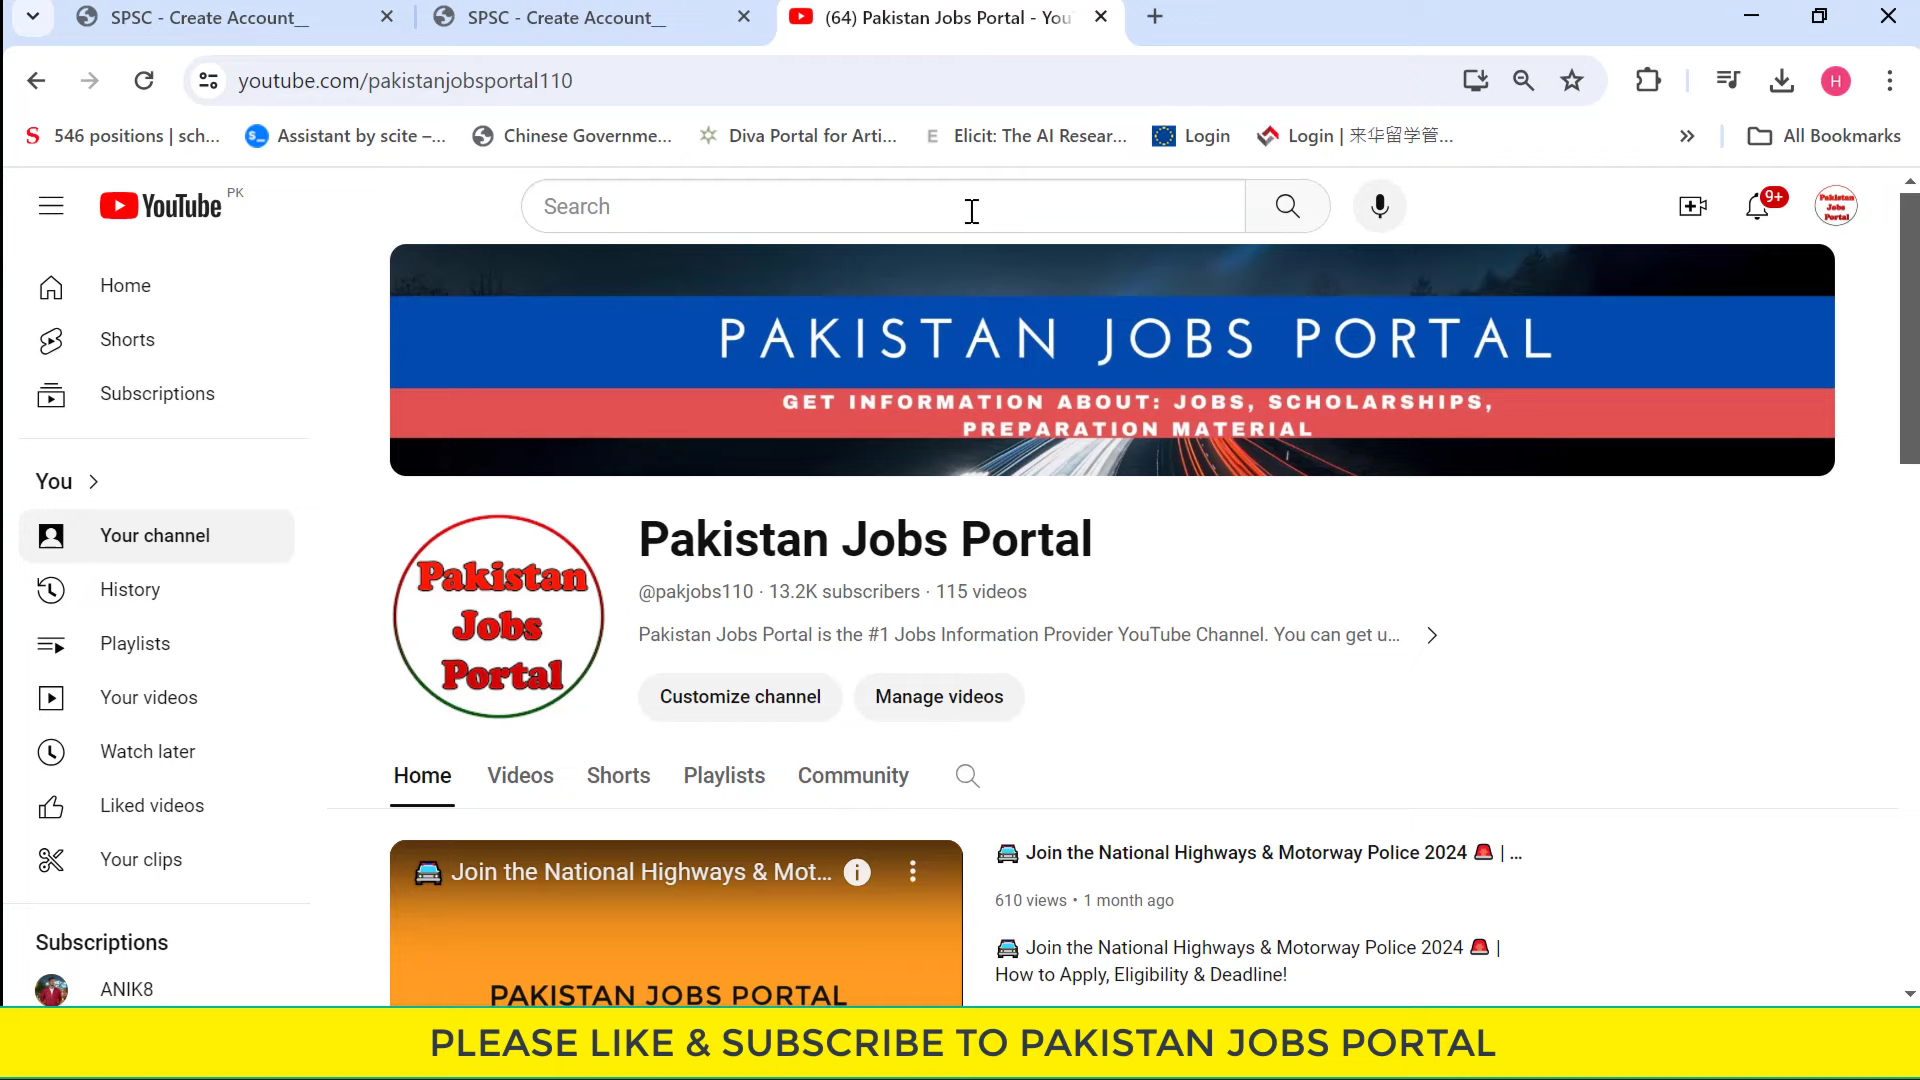 SPSC - Create Account__
SPSC - Create Account__
(64) Pakistan Jobs Portal - You
youtube.com/pakistanjobsportal110
H
S 546 positions | sch...
Assistant by scite –...
Chinese Governme...
Diva Portal for Arti...
E Elicit: The AI Resear...
Login
Login | 来华留学管...
All Bookmarks
YouTube PK
Search
9+
Pakistan
Jobs
Portal
Home
Shorts
Subscriptions
You
Your channel
History
Playlists
Your videos
Watch later
Liked videos
Your clips
Subscriptions
ANIK8
PAKISTAN JOBS PORTAL
GET INFORMATION ABOUT: JOBS, SCHOLARSHIPS,
PREPARATION MATERIAL
Pakistan
Jobs
Portal
Pakistan Jobs Portal
@pakjobs110 · 13.2K subscribers · 115 videos
Pakistan Jobs Portal is the #1 Jobs Information Provider YouTube Channel. You can get u...
Customize channel
Manage videos
Home
Videos
Shorts
Playlists
Community
🚘 Join the National Highways & Mot...
PAKISTAN JOBS PORTAL
🚘 Join the National Highways & Motorway Police 2024 🚨 | ...
610 views • 1 month ago
🚘 Join the National Highways & Motorway Police 2024 🚨 |
How to Apply, Eligibility & Deadline!
PLEASE LIKE & SUBSCRIBE TO PAKISTAN JOBS PORTAL